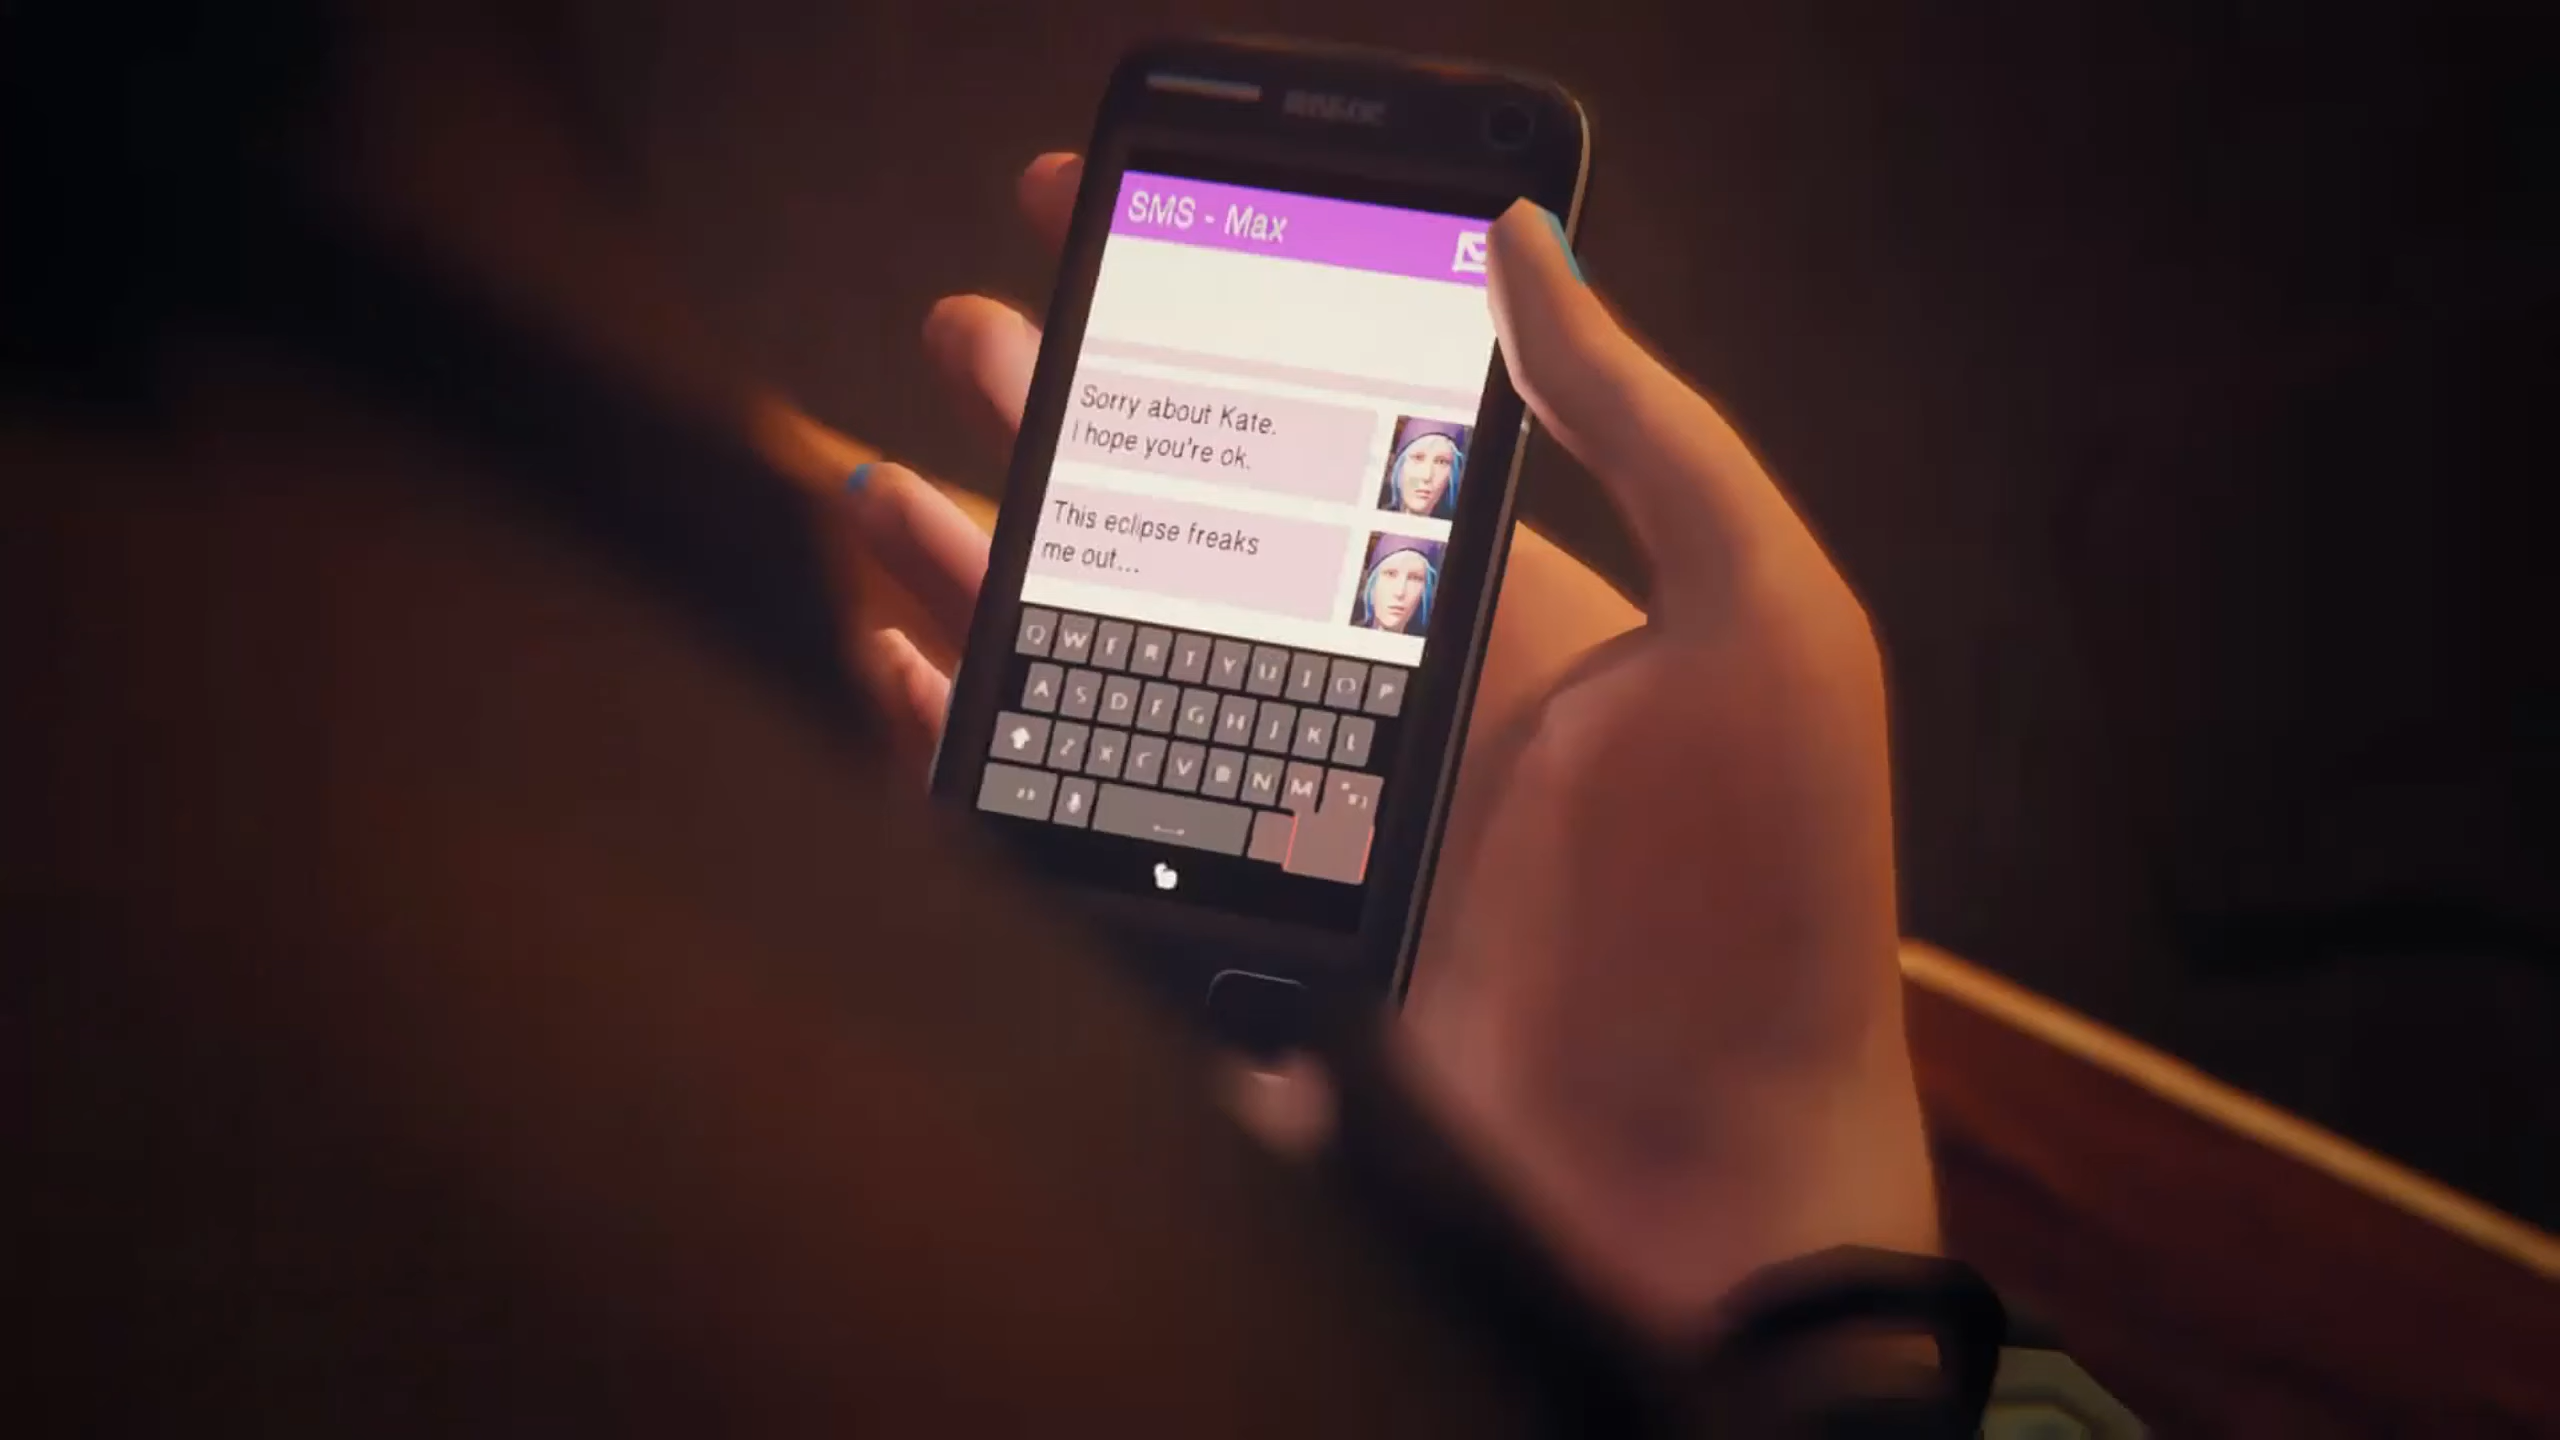 SMS - Max
Sorry about Kate.
I hope you're ok.
This eclipse freaks
me out...
Q W E R T Y U I O P
A S D F G H J K L
Z X C V B N M